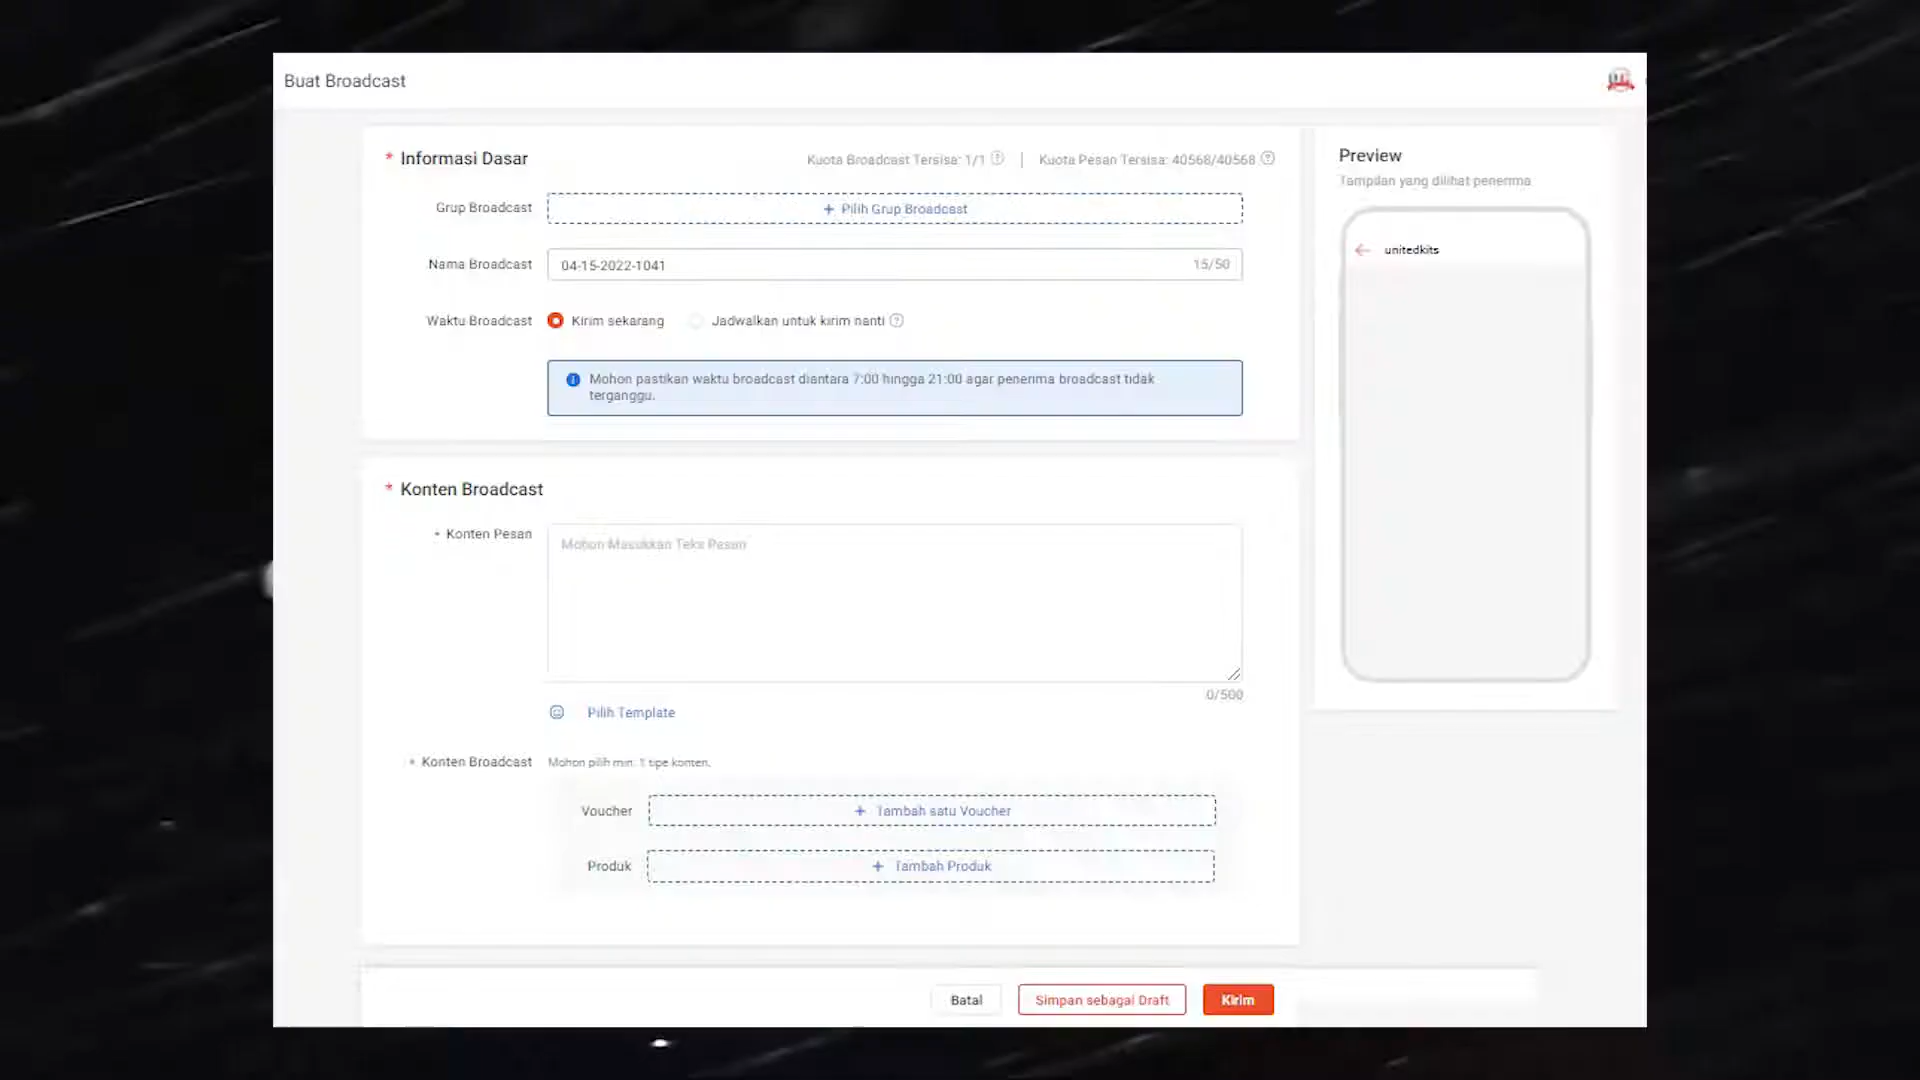 Buat Broadcast
* Informasi Dasar
Kuota Broadcast Tersisa: 1/1 | Kuota Pesan Tersisa: 40568/40568
Grup Broadcast
+ Pilih Grup Broadcast
Nama Broadcast
04-15-2022-1041
15/50
Waktu Broadcast
Kirim sekarang
Jadwalkan untuk kirim nanti
Mohon pastikan waktu broadcast diantara 7:00 hingga 21:00 agar penerima broadcast tidak
terganggu.
* Konten Broadcast
* Konten Pesan
Mohon Masukkan Teks Pesan
0/500
Pilih Template
* Konten Broadcast
Mohon pilih min. 1 tipe konten.
Voucher
+ Tambah satu Voucher
Produk
+ Tambah Produk
Batal
Simpan sebagai Draft
Kirim
Preview
Tampilan yang dilihat penerima
unitedkits